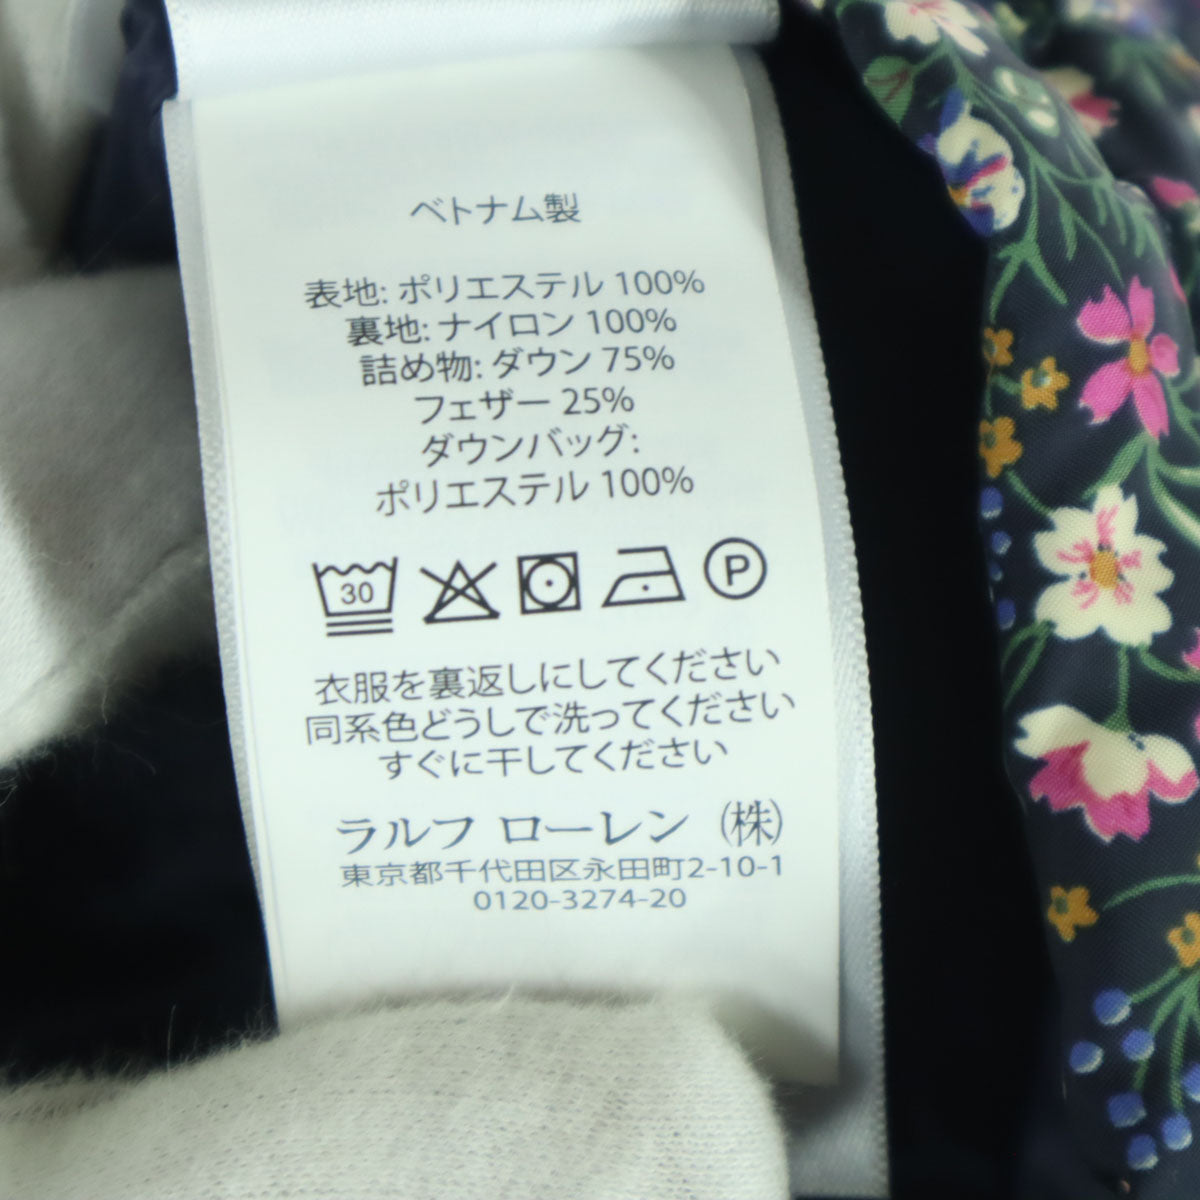 ベトナム製
表地: ポリエステル 100%
裏地: ナイロン 100%
詰め物: ダウン 75%
フェザー 25%
ダウンバッグ:
ポリエステル 100%
30
P
衣服を裏返しにしてください
同系色どうしで洗ってください
すぐに干してください
ラルフ ローレン ㈱
東京都千代田区永田町2-10-1
0120-3274-20